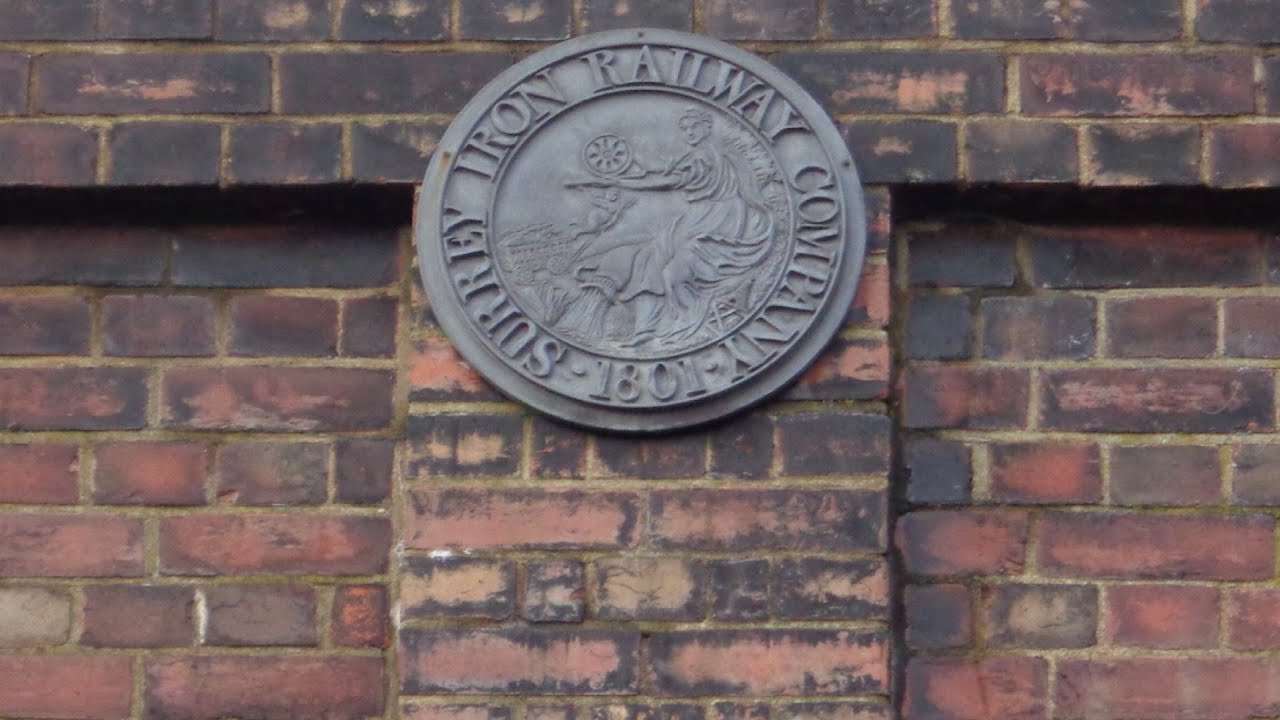 SURREY IRON RAILWAY COMPANY
· 1801 ·